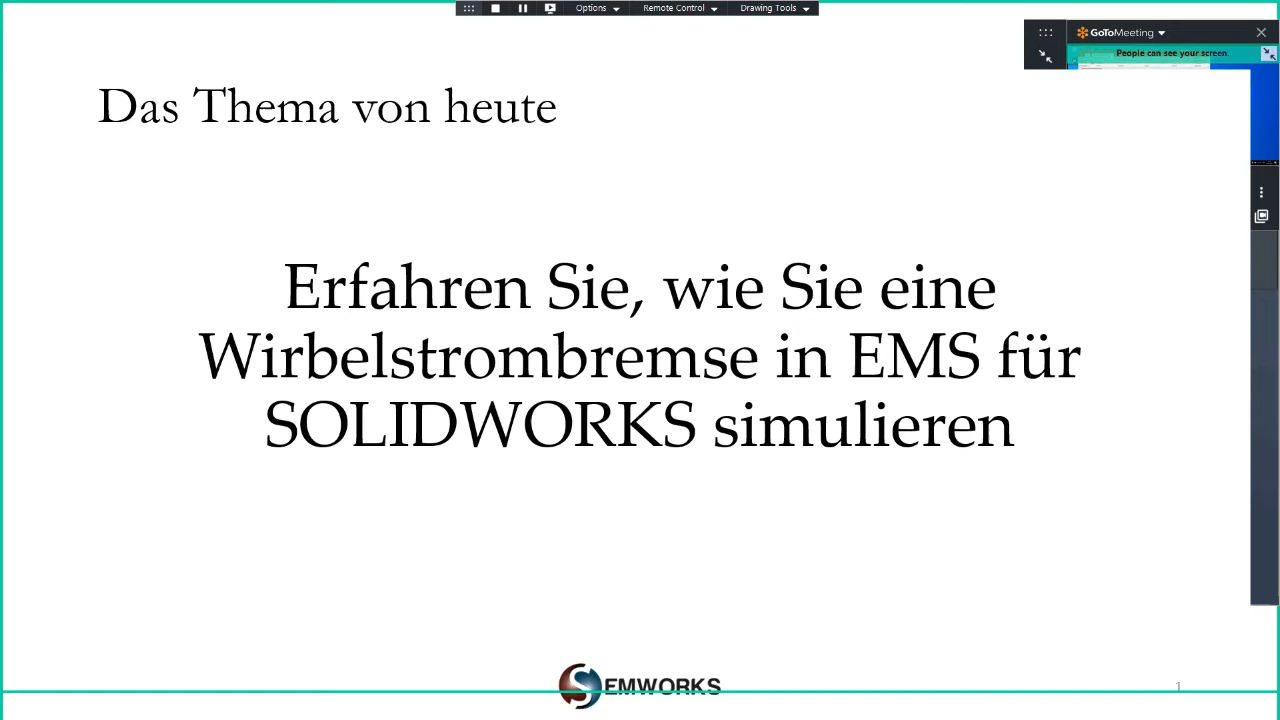 Options
Remote Control
Drawing Tools
GoToMeeting
People can see your screen.
Das Thema von heute
Erfahren Sie, wie Sie eine
Wirbelstrombremse in EMS für
SOLIDWORKS simulieren
EMWORKS
1